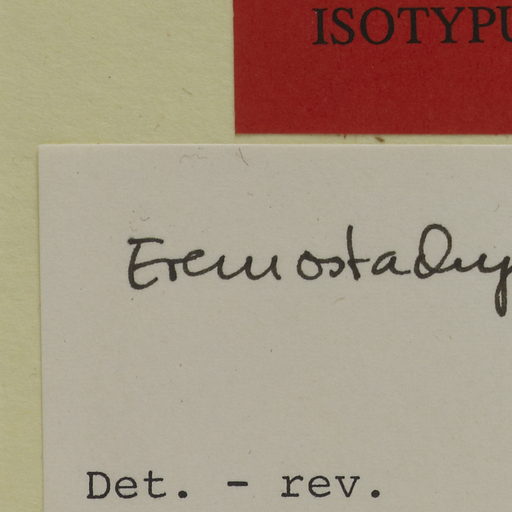 ISOTYPU
Eremostachy
Det. - rev.